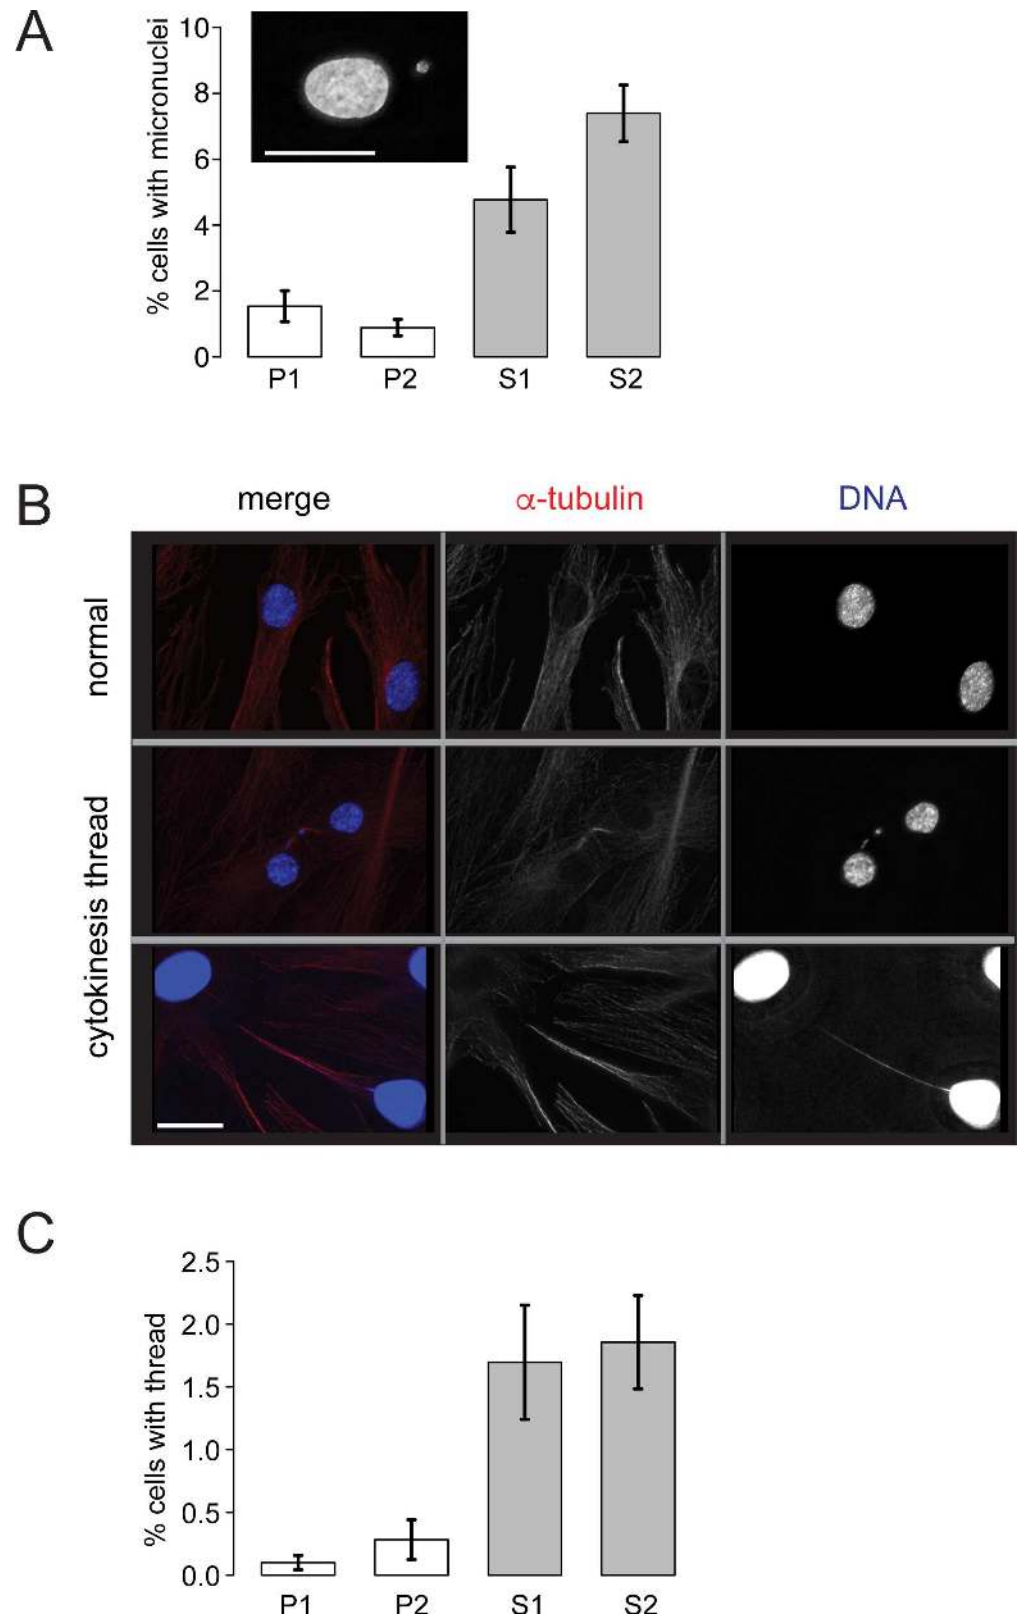 A
% cells with micronuclei
10
8
6
4
2
0
P1 P2 S1 S2
B
merge α-tubulin DNA
normal
cytokinesis thread
C
% cells with thread
2.5
2.0
1.5
1.0
0.5
0.0
P1 P2 S1 S2